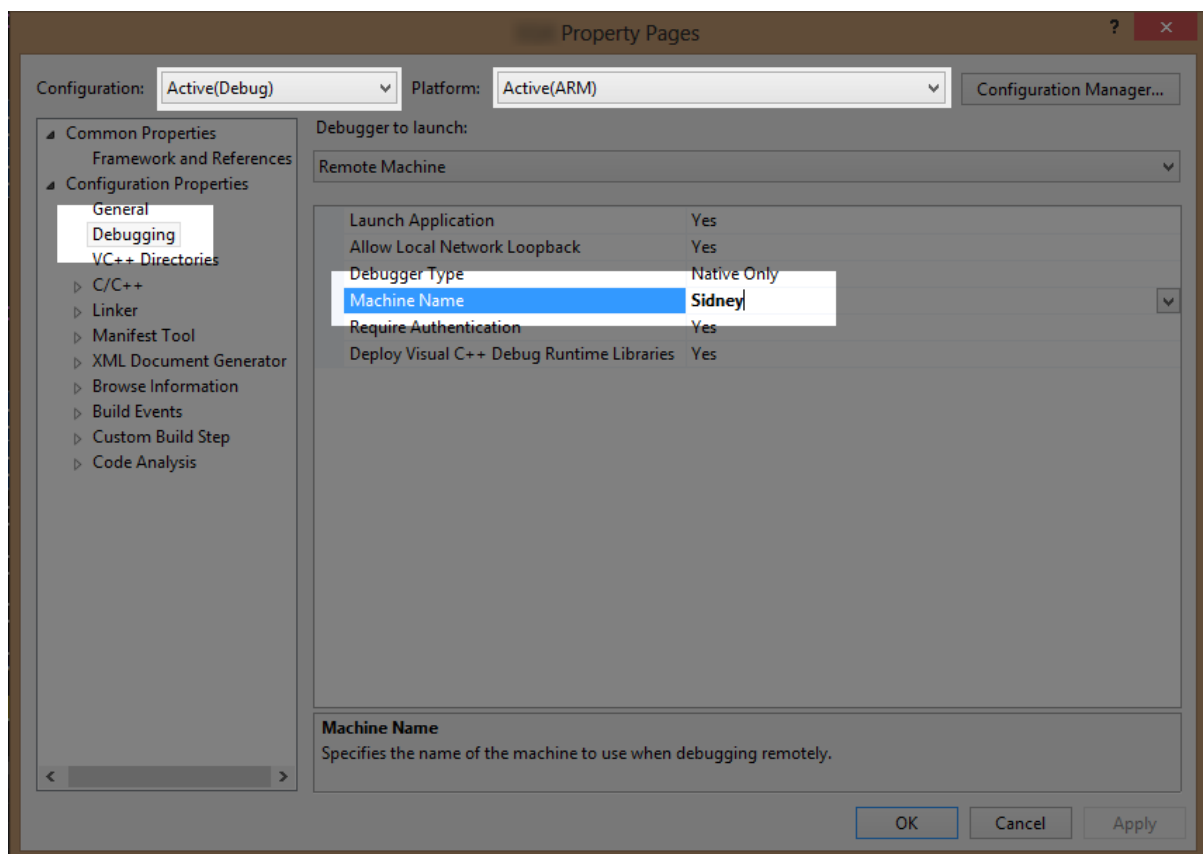 Property Pages
?
Configuration: Active(Debug) Platform: Active(ARM) Configuration Manager...
Common Properties
Framework and References
Configuration Properties
General
Debugging
VC++ Directories
C/C++
Linker
Manifest Tool
XML Document Generator
Browse Information
Build Events
Custom Build Step
Code Analysis
Debugger to launch:
Remote Machine
Launch Application Yes
Allow Local Network Loopback Yes
Debugger Type Native Only
Machine Name Sidney
Require Authentication Yes
Deploy Visual C++ Debug Runtime Libraries Yes
Machine Name
Specifies the name of the machine to use when debugging remotely.
OK Cancel Apply